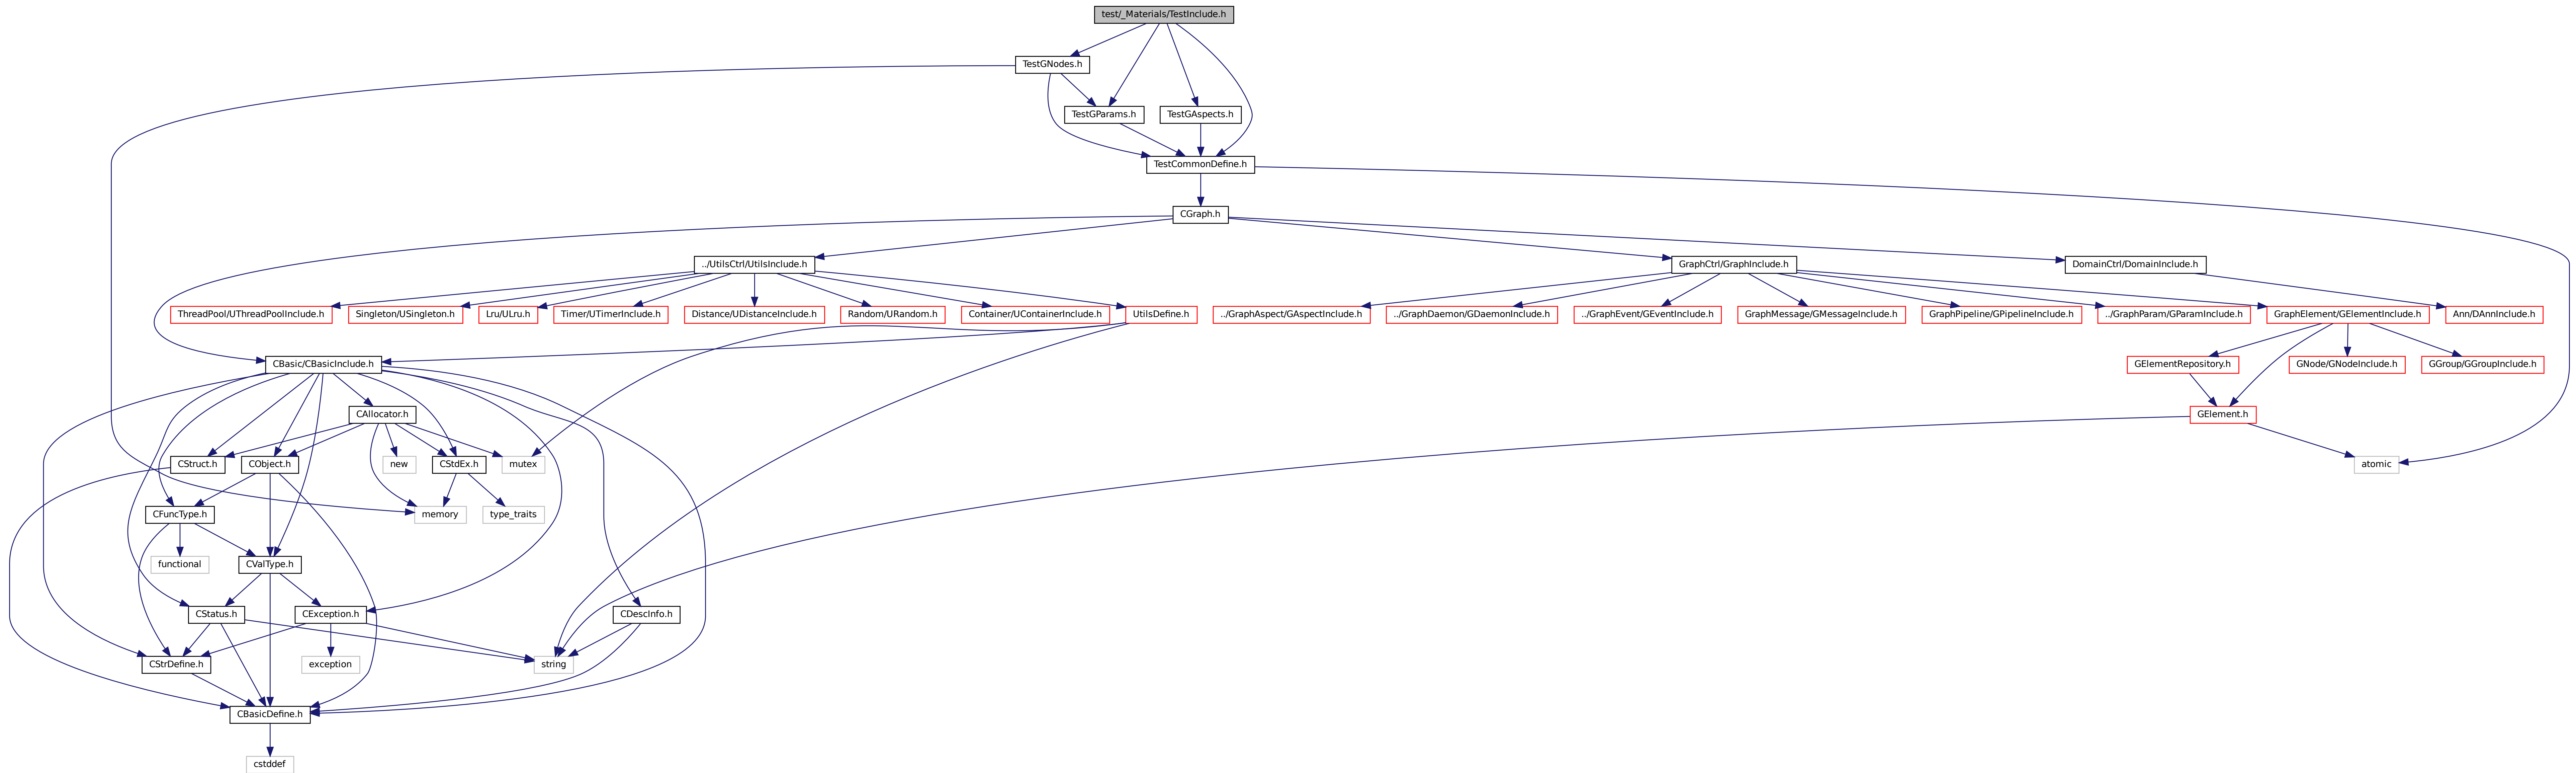 test/_Materials/TestInclude.h
TestGNodes.h
TestGParams.h
TestGAspects.h
TestCommonDefine.h
CGraph.h
../UtilsCtrl/UtilsInclude.h
GraphCtrl/GraphInclude.h
DomainCtrl/DomainInclude.h
ThreadPool/UThreadPoolInclude.h
Singleton/USingleton.h
Lru/ULru.h
Timer/UTimerInclude.h
Distance/UDistanceInclude.h
Random/URandom.h
Container/UContainerInclude.h
UtilsDefine.h
../GraphAspect/GAspectInclude.h
../GraphDaemon/GDaemonInclude.h
../GraphEvent/GEventInclude.h
GraphMessage/GMessageInclude.h
GraphPipeline/GPipelineInclude.h
../GraphParam/GParamInclude.h
GraphElement/GElementInclude.h
Ann/DAnnInclude.h
CBasic/CBasicInclude.h
GElementRepository.h
GNode/GNodeInclude.h
GGroup/GGroupInclude.h
CAllocator.h
GElement.h
CStruct.h
CObject.h
new
CStdEx.h
mutex
atomic
CFuncType.h
memory
type_traits
functional
CValType.h
CStatus.h
CException.h
CDescInfo.h
CStrDefine.h
exception
string
CBasicDefine.h
cstddef